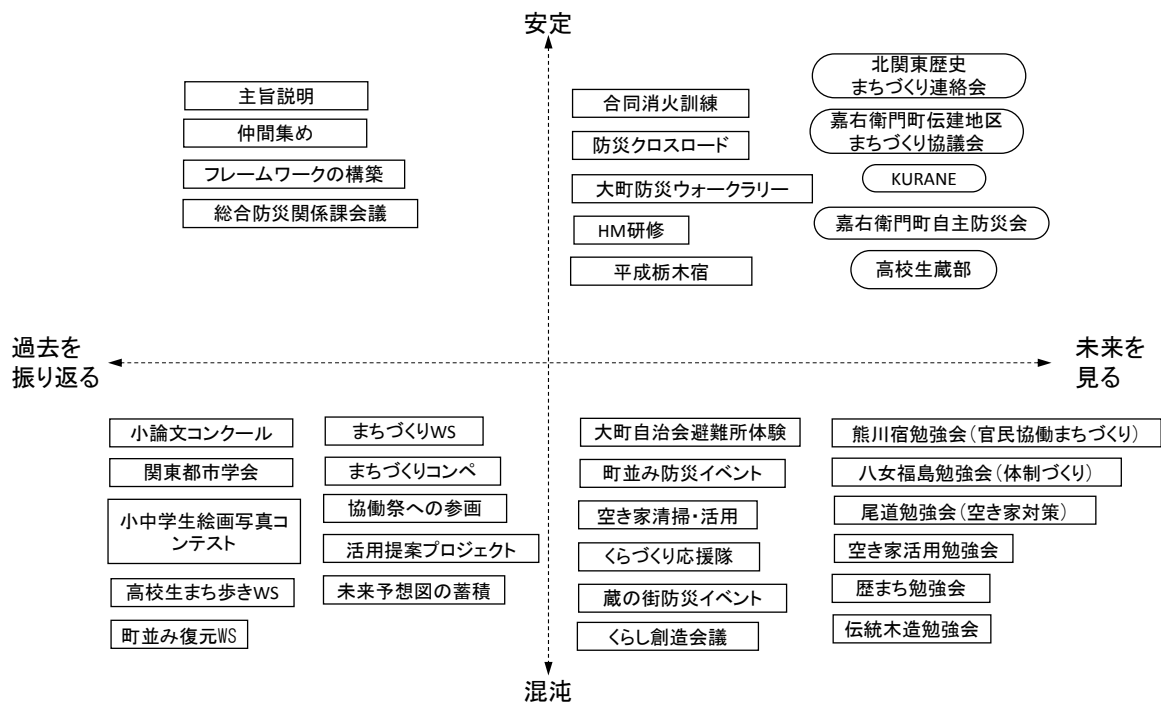 安定
主旨説明
仲間集め
フレームワークの構築
総合防災関係課会議
合同消火訓練
防災クロスロード
大町防災ウォークラリー
HM研修
平成栃木宿
北関東歴史
まちづくり連絡会
嘉右衛門町伝建地区
まちづくり協議会
KURANE
嘉右衛門町自主防災会
高校生蔵部
過去を
振り返る
未来を
見る
小論文コンクール
関東都市学会
小中学生絵画写真コ
ンテスト
高校生まち歩きWS
町並み復元WS
まちづくりWS
まちづくりコンペ
協働祭への参画
活用提案プロジェクト
未来予想図の蓄積
大町自治会避難所体験
町並み防災イベント
空き家清掃・活用
くらづくり応援隊
蔵の街防災イベント
くらし創造会議
熊川宿勉強会(官民協働まちづくり)
八女福島勉強会(体制づくり)
尾道勉強会(空き家対策)
空き家活用勉強会
歴まち勉強会
伝統木造勉強会
混沌